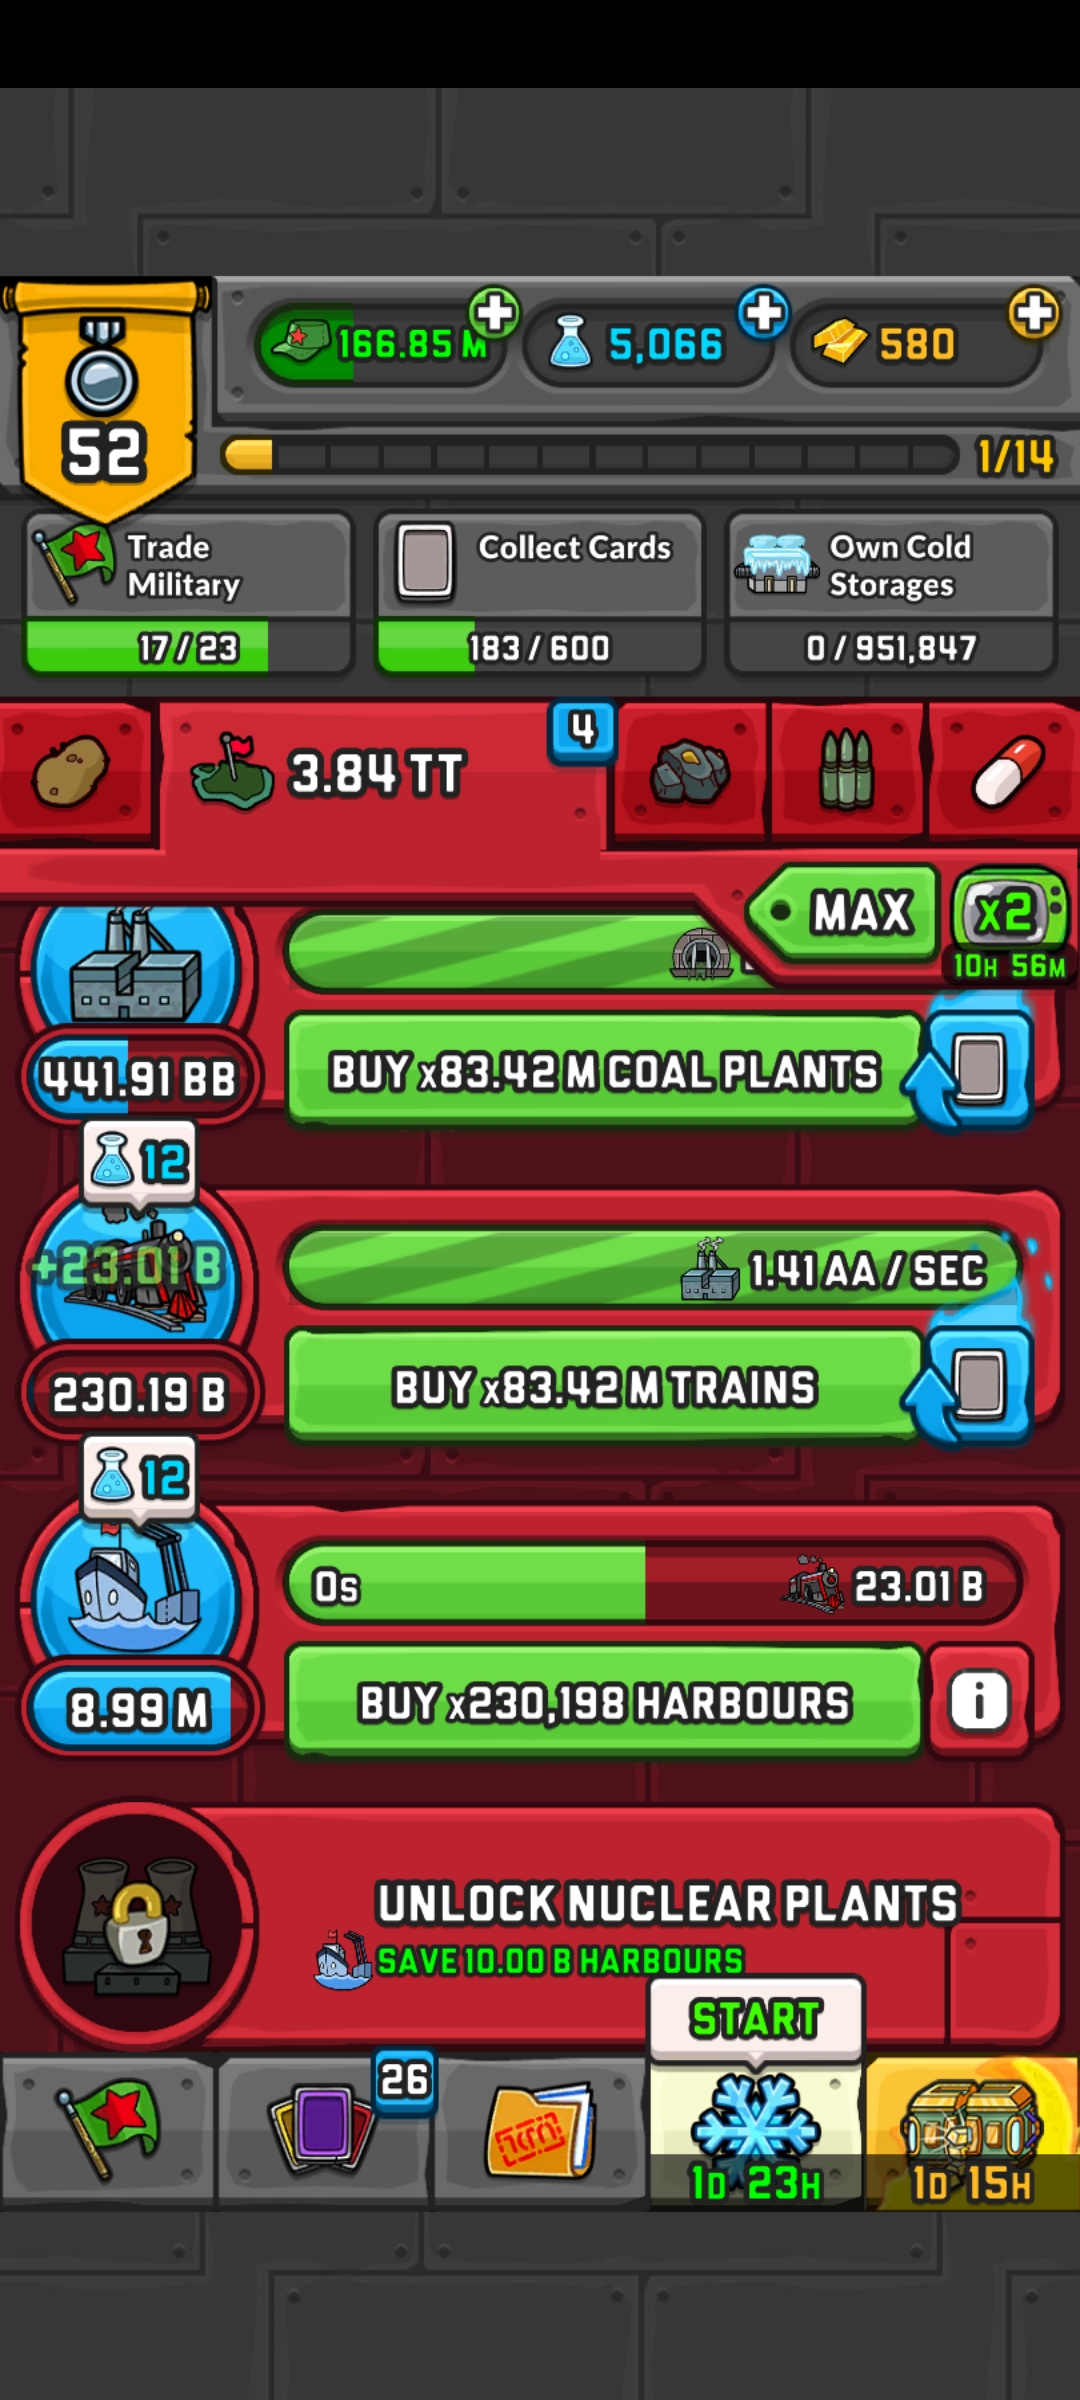 166.85 M
5,066
580
52
1/14
Trade
Military
Collect Cards
Own Cold
Storages
17 / 23
183 / 600
0 / 951,847
4
3.84 TT
MAX
x2
10H 56M
441.91 BB
BUY x83.42 M COAL PLANTS
12
+23.01 B
1.41 AA / SEC
230.19 B
BUY x83.42 M TRAINS
12
0s
23.01 B
8.99 M
BUY x230,198 HARBOURS
i
UNLOCK NUCLEAR PLANTS
SAVE 10.00 B HARBOURS
START
26
1D 23H
1D 15H